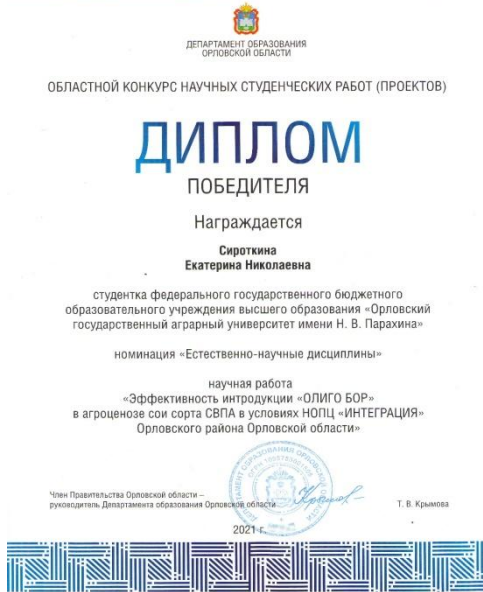 ДЕПАРТАМЕНТ ОБРАЗОВАНИЯ
ОРЛОВСКОЙ ОБЛАСТИ
ОБЛАСТНОЙ КОНКУРС НАУЧНЫХ СТУДЕНЧЕСКИХ РАБОТ (ПРОЕКТОВ)
ДИПЛОМ
ПОБЕДИТЕЛЯ
Награждается
Сироткина
Екатерина Николаевна
студентка федерального государственного бюджетного
образовательного учреждения высшего образования «Орловский
государственный аграрный университет имени Н. В. Парахина»
номинация «Естественно-научные дисциплины»
научная работа
«Эффективность интродукции «ОЛИГО БОР»
в агроценозе сои сорта СВПА в условиях НОПЦ «ИНТЕГРАЦИЯ»
Орловского района Орловской области»
Член Правительства Орловской области –
руководитель Департамента образования Орловской области
Т. В. Крымова
2021 г.